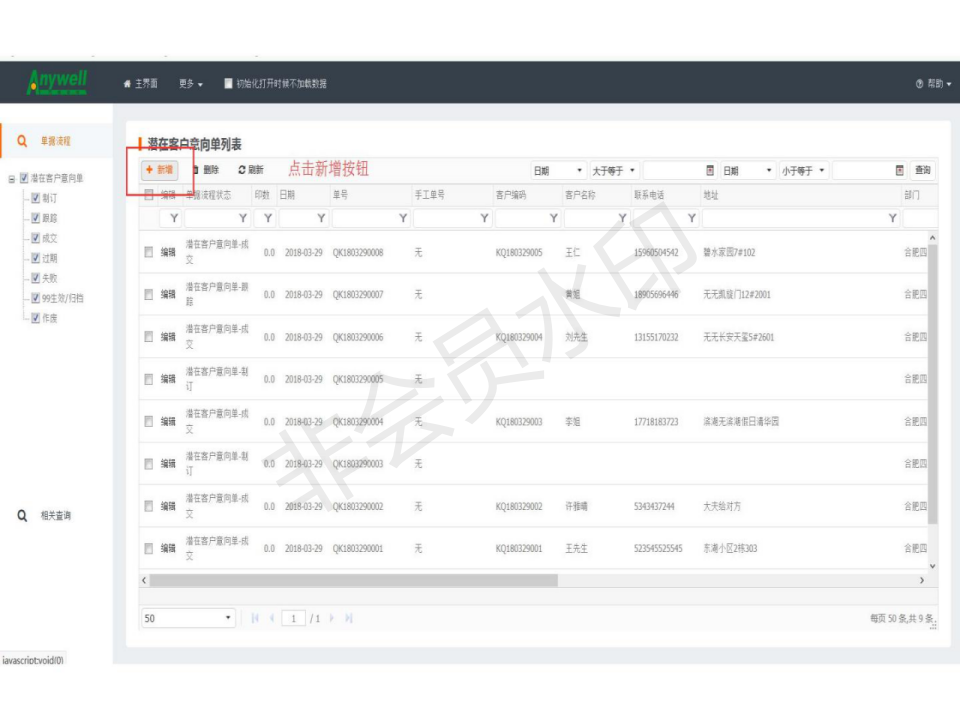 Anywell
主界面 更多 初始化打开时候不加载数据 帮助
单据流程
潜在客户意向单
制订
跟踪
成交
过期
失败
99生效/归档
作废
相关查询
潜在客户意向单列表
新增 删除 刷新 点击新增按钮 日期 大于等于 日期 小于等于 查询
编辑 单据流程状态 印数 日期 单号 手工单号 客户编码 客户名称 联系电话 地址 部门
编辑 潜在客户意向单-成交 0.0 2018-03-29 QK1803290008 无 KQ180329005 王仁 15960504542 馨水家园7#102 合肥四
编辑 潜在客户意向单-跟踪 0.0 2018-03-29 QK1803290007 无 黄姐 18905696446 无无凯旋门12#2001 合肥四
编辑 潜在客户意向单-成交 0.0 2018-03-29 QK1803290006 无 KQ180329004 刘先生 13155170232 无无长安天玺5#2601 合肥四
编辑 潜在客户意向单-制订 0.0 2018-03-29 QK1803290005 无 合肥四
编辑 潜在客户意向单-成交 0.0 2018-03-29 QK1803290004 无 KQ180329003 李姐 17718183723 滨湖无滨湖假日清华园 合肥四
编辑 潜在客户意向单-制订 0.0 2018-03-29 QK1803290003 无 合肥四
编辑 潜在客户意向单-成交 0.0 2018-03-29 QK1803290002 无 KQ180329002 许雅晴 5343437244 大无给对方 合肥四
编辑 潜在客户意向单-成交 0.0 2018-03-29 QK1803290001 无 KQ180329001 王先生 523545525545 东港小区2栋303 合肥四
50 1 / 1 每页 50 条,共 9 条.
javascript:void(0)
非会员水印